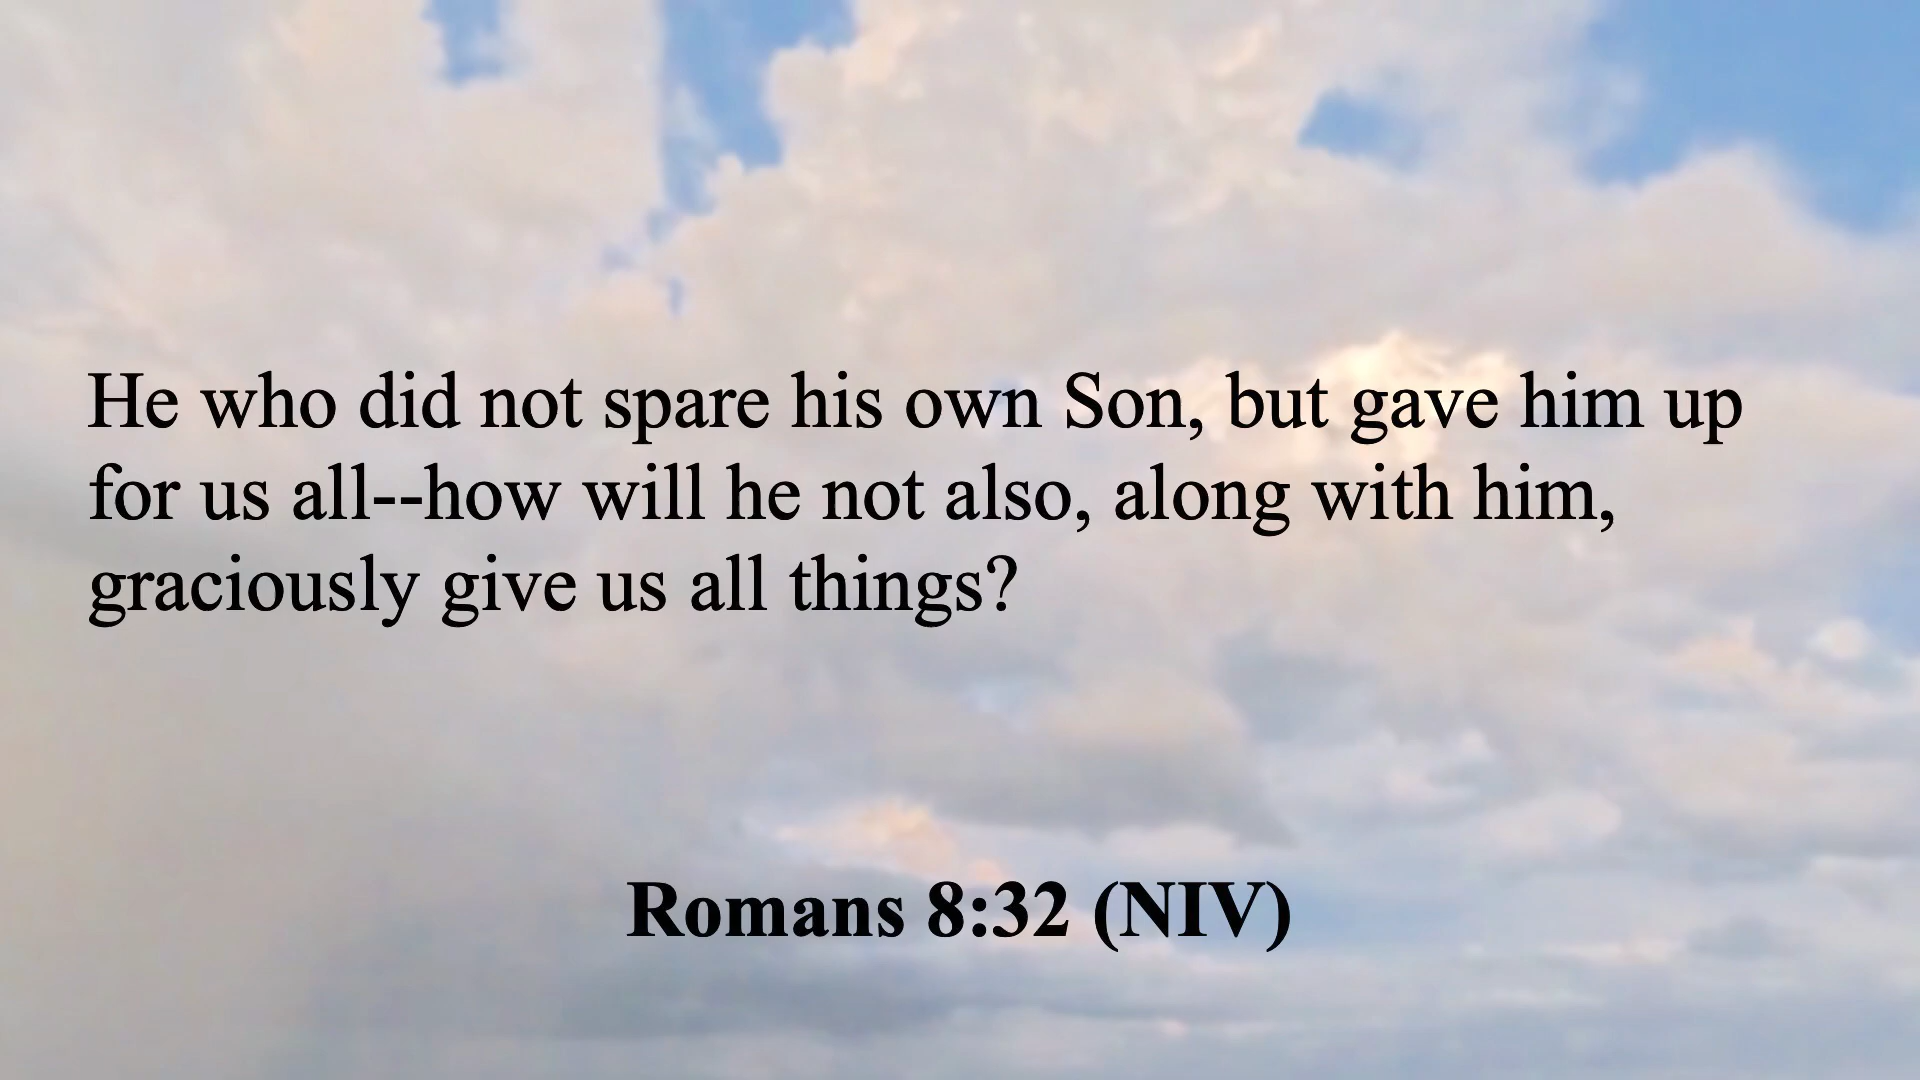 He who did not spare his own Son, but gave him up
for us all--how will he not also, along with him,
graciously give us all things?
Romans 8:32 (NIV)